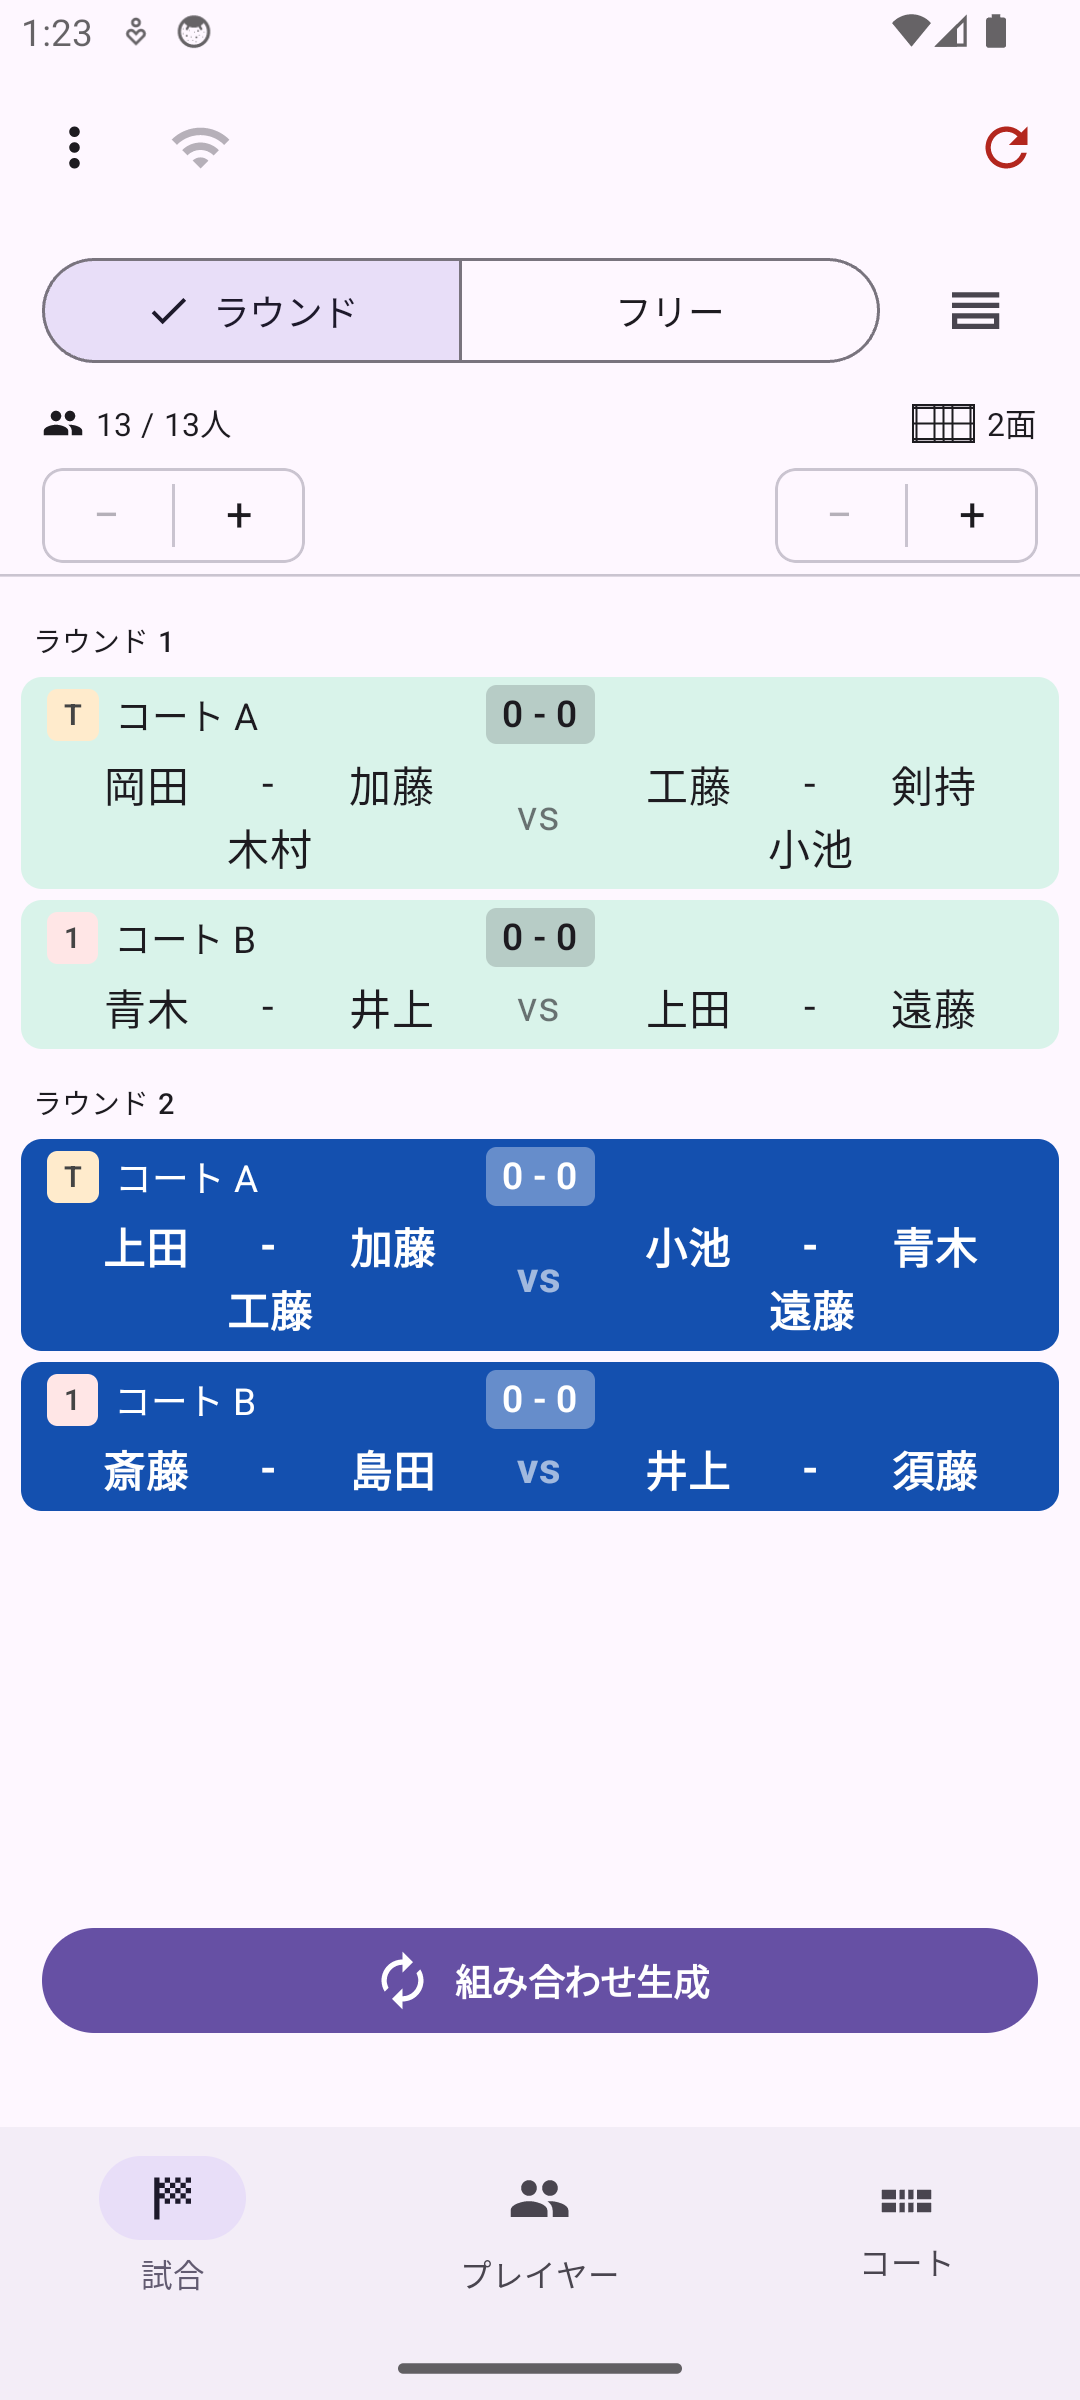 1:23
ラウンド フリー
13 / 13人 2面
− + − +
ラウンド 1
T コート A 0 - 0
岡田 - 加藤 工藤 - 剣持
vs
木村 小池
1 コート B 0 - 0
青木 - 井上 vs 上田 - 遠藤
ラウンド 2
T コート A 0 - 0
上田 - 加藤 小池 - 青木
vs
工藤 遠藤
1 コート B 0 - 0
斎藤 - 島田 vs 井上 - 須藤
組み合わせ生成
試合 プレイヤー コート